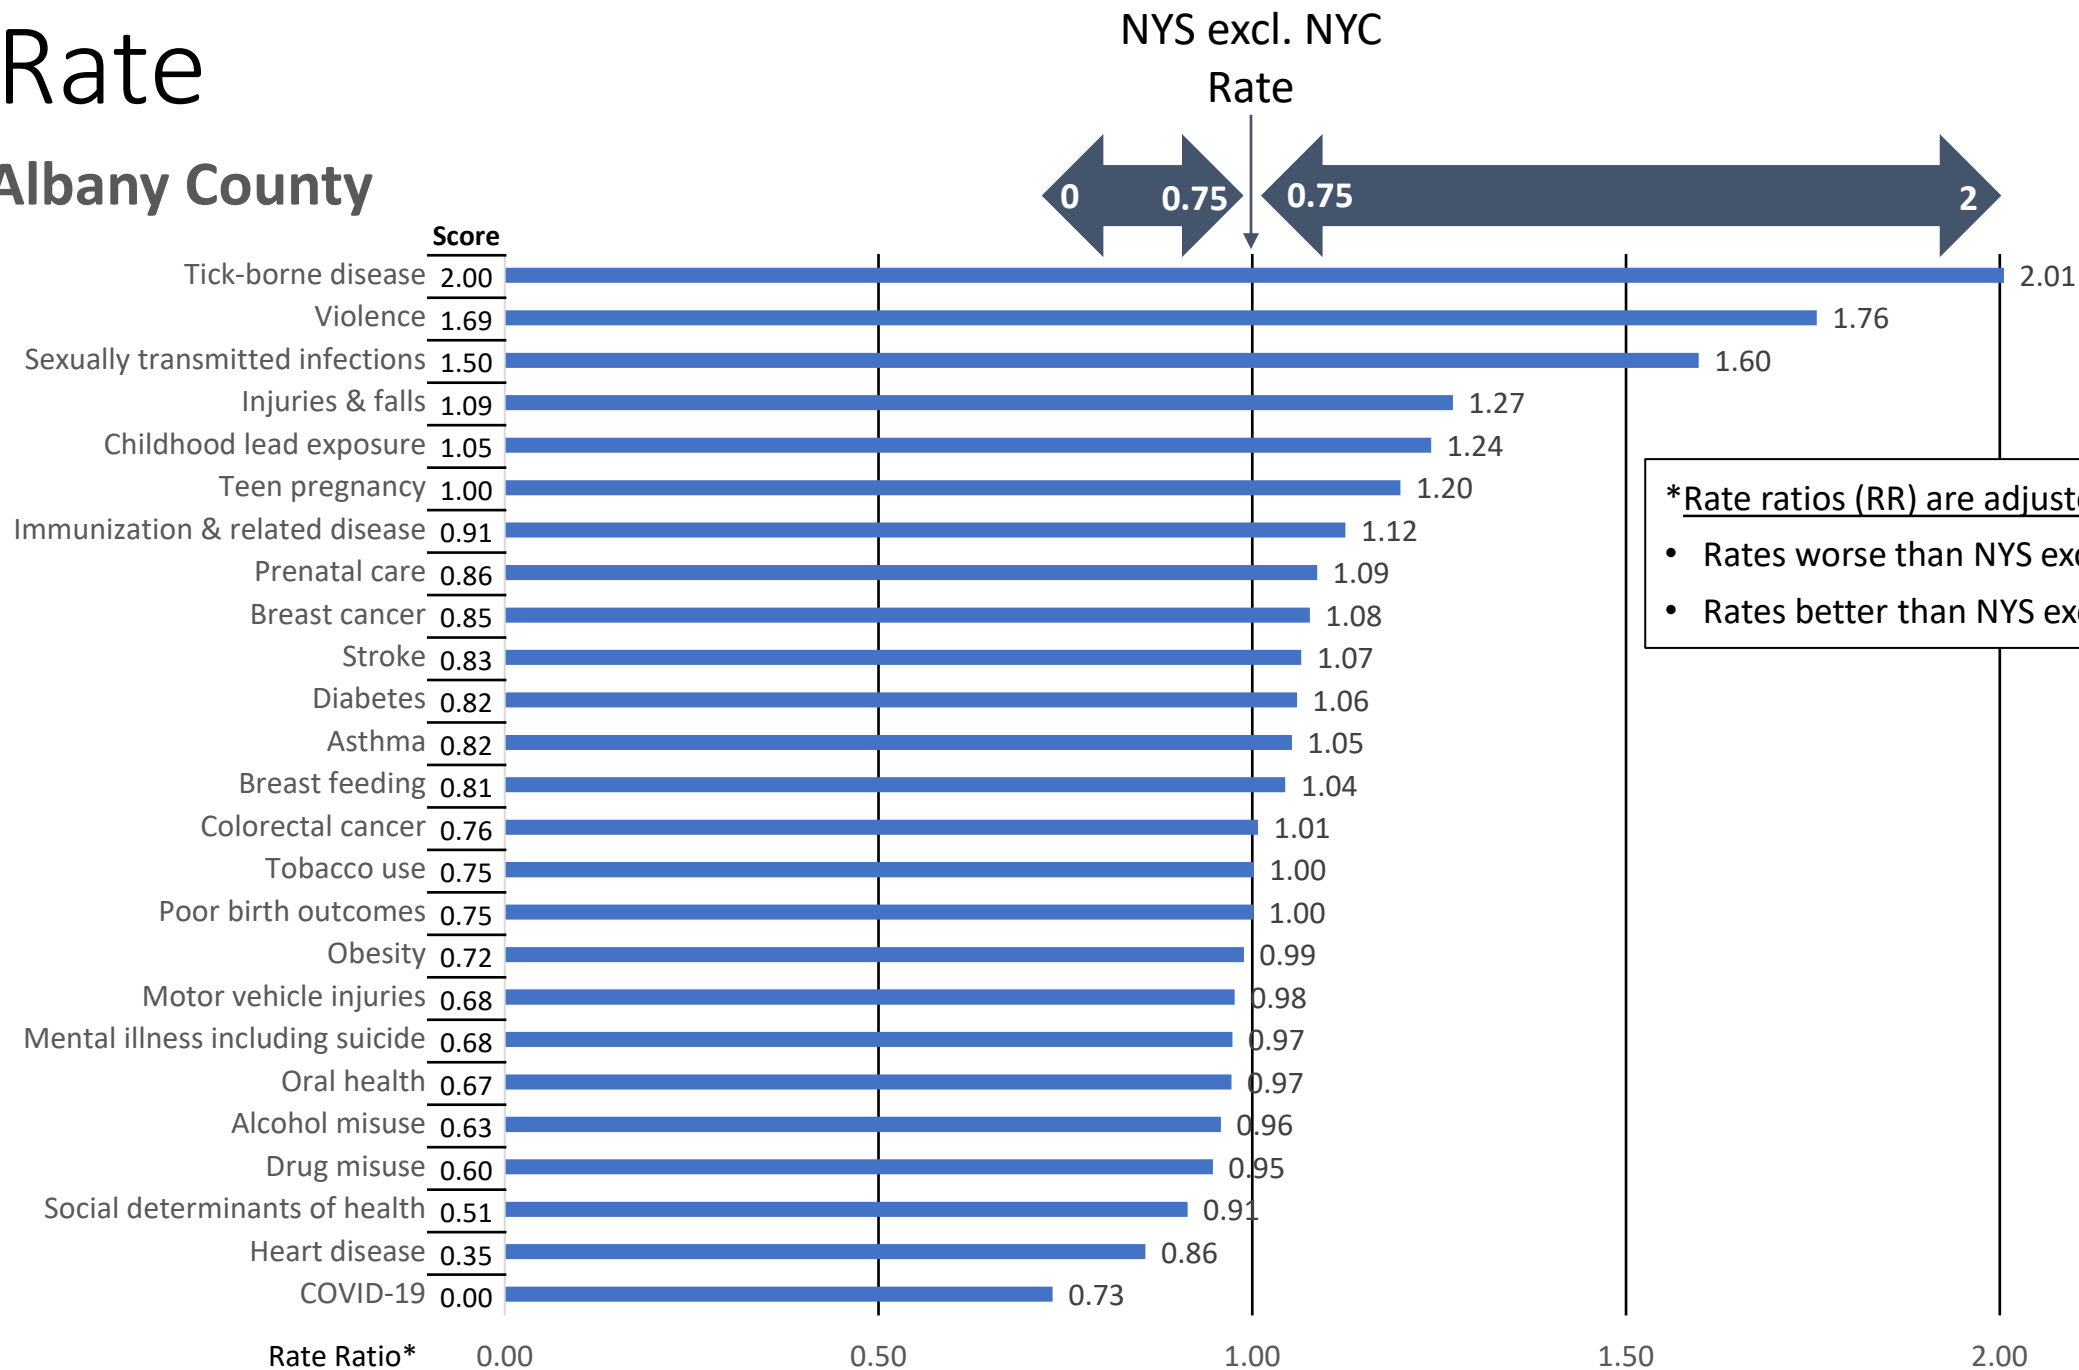 Rate
NYS excl. NYC
Rate
Albany County
0 0.75 0.75 2
Score
Tick-borne disease 2.00 2.01
Violence 1.69 1.76
Sexually transmitted infections 1.50 1.60
Injuries & falls 1.09 1.27
Childhood lead exposure 1.05 1.24
Teen pregnancy 1.00 1.20
Immunization & related disease 0.91 1.12
Prenatal care 0.86 1.09
Breast cancer 0.85 1.08
Stroke 0.83 1.07
Diabetes 0.82 1.06
Asthma 0.82 1.05
Breast feeding 0.81 1.04
Colorectal cancer 0.76 1.01
Tobacco use 0.75 1.00
Poor birth outcomes 0.75 1.00
Obesity 0.72 0.99
Motor vehicle injuries 0.68 0.98
Mental illness including suicide 0.68 0.97
Oral health 0.67 0.97
Alcohol misuse 0.63 0.96
Drug misuse 0.60 0.95
Social determinants of health 0.51 0.91
Heart disease 0.35 0.86
COVID-19 0.00 0.73
*Rate ratios (RR) are
• Rates worse than NYS
• Rates better than NYS
Rate Ratio* 0.00 0.50 1.00 1.50 2.00